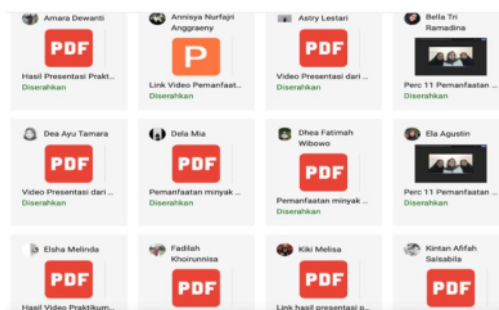 Amara Dewanti
PDF
Hasil Presentasi Prakt...
Diserahkan
Annisya Nurfajri
Anggraeny
P
Link Video Pemanfaat...
Diserahkan
Astry Lestari
PDF
Video Presentasi dari ...
Diserahkan
Bella Tri
Ramadina
Perc 11 Pemanfaatan ...
Diserahkan
Dea Ayu Tamara
PDF
Video Presentasi dari ...
Diserahkan
Dela Mia
PDF
Pemanfaatan minyak ...
Diserahkan
Dhea Fatimah
Wibowo
PDF
Pemanfaatan minyak ...
Diserahkan
Ela Agustin
Perc 11 Pemanfaatan ...
Diserahkan
Elsha Melinda
PDF
Hasil Video Praktikum...
Fadilah
Khoirunnisa
PDF
Kiki Melisa
PDF
Link hasil presentasi p...
Kintan Afifah
Salsabila
PDF